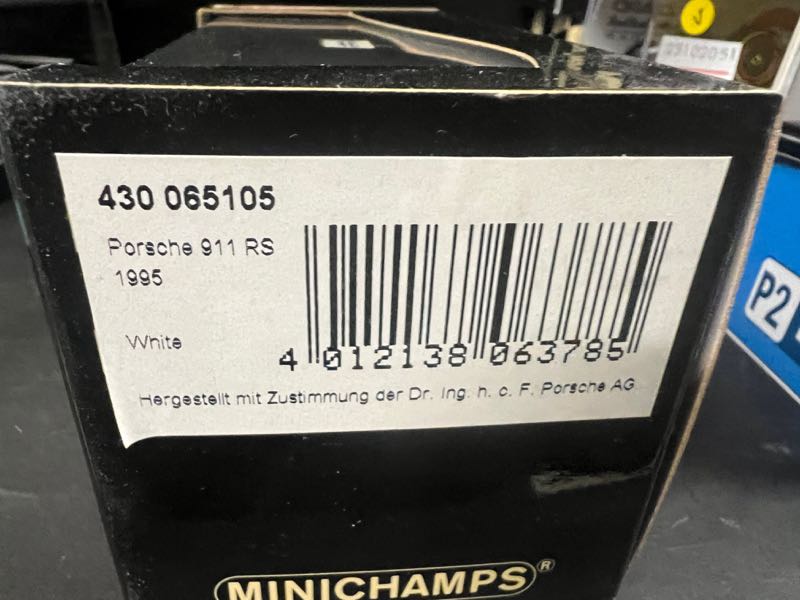 430 065105
Porsche 911 RS
1995
White
4 012138 063785
Hergestellt mit Zustimmung der Dr. Ing. h. c. F. Porsche AG
MINICHAMPS®
P2